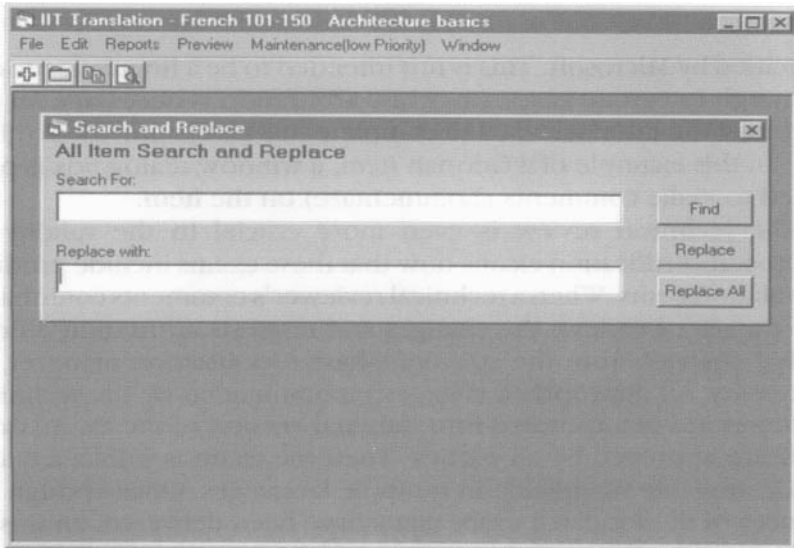 IIT Translation - French 101-150 Architecture basics
File Edit Reports Preview Maintenance(low Priority) Window
Search and Replace
All Item Search and Replace
Search For:
Find
Replace with:
Replace
Replace All